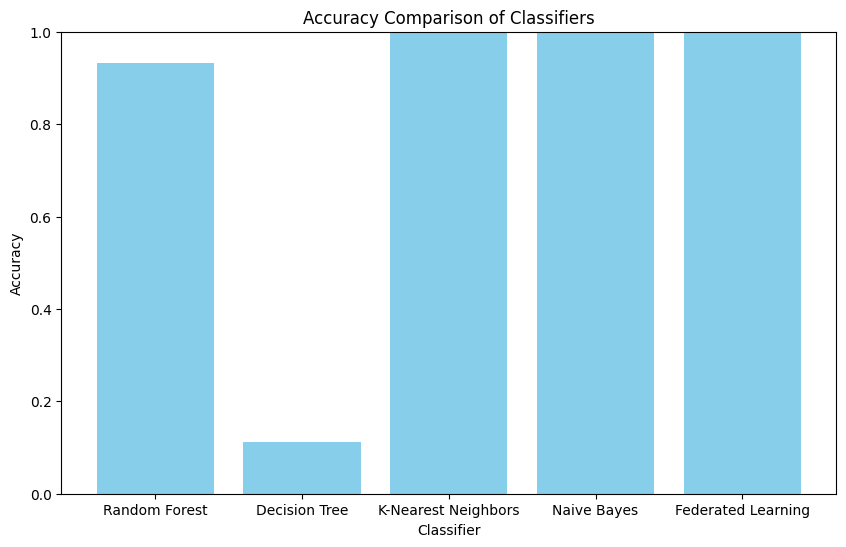 Accuracy Comparison of Classifiers
1.0
0.8
0.6
0.4
0.2
0.0
Accuracy
Random Forest
Decision Tree
K-Nearest Neighbors
Naive Bayes
Federated Learning
Classifier